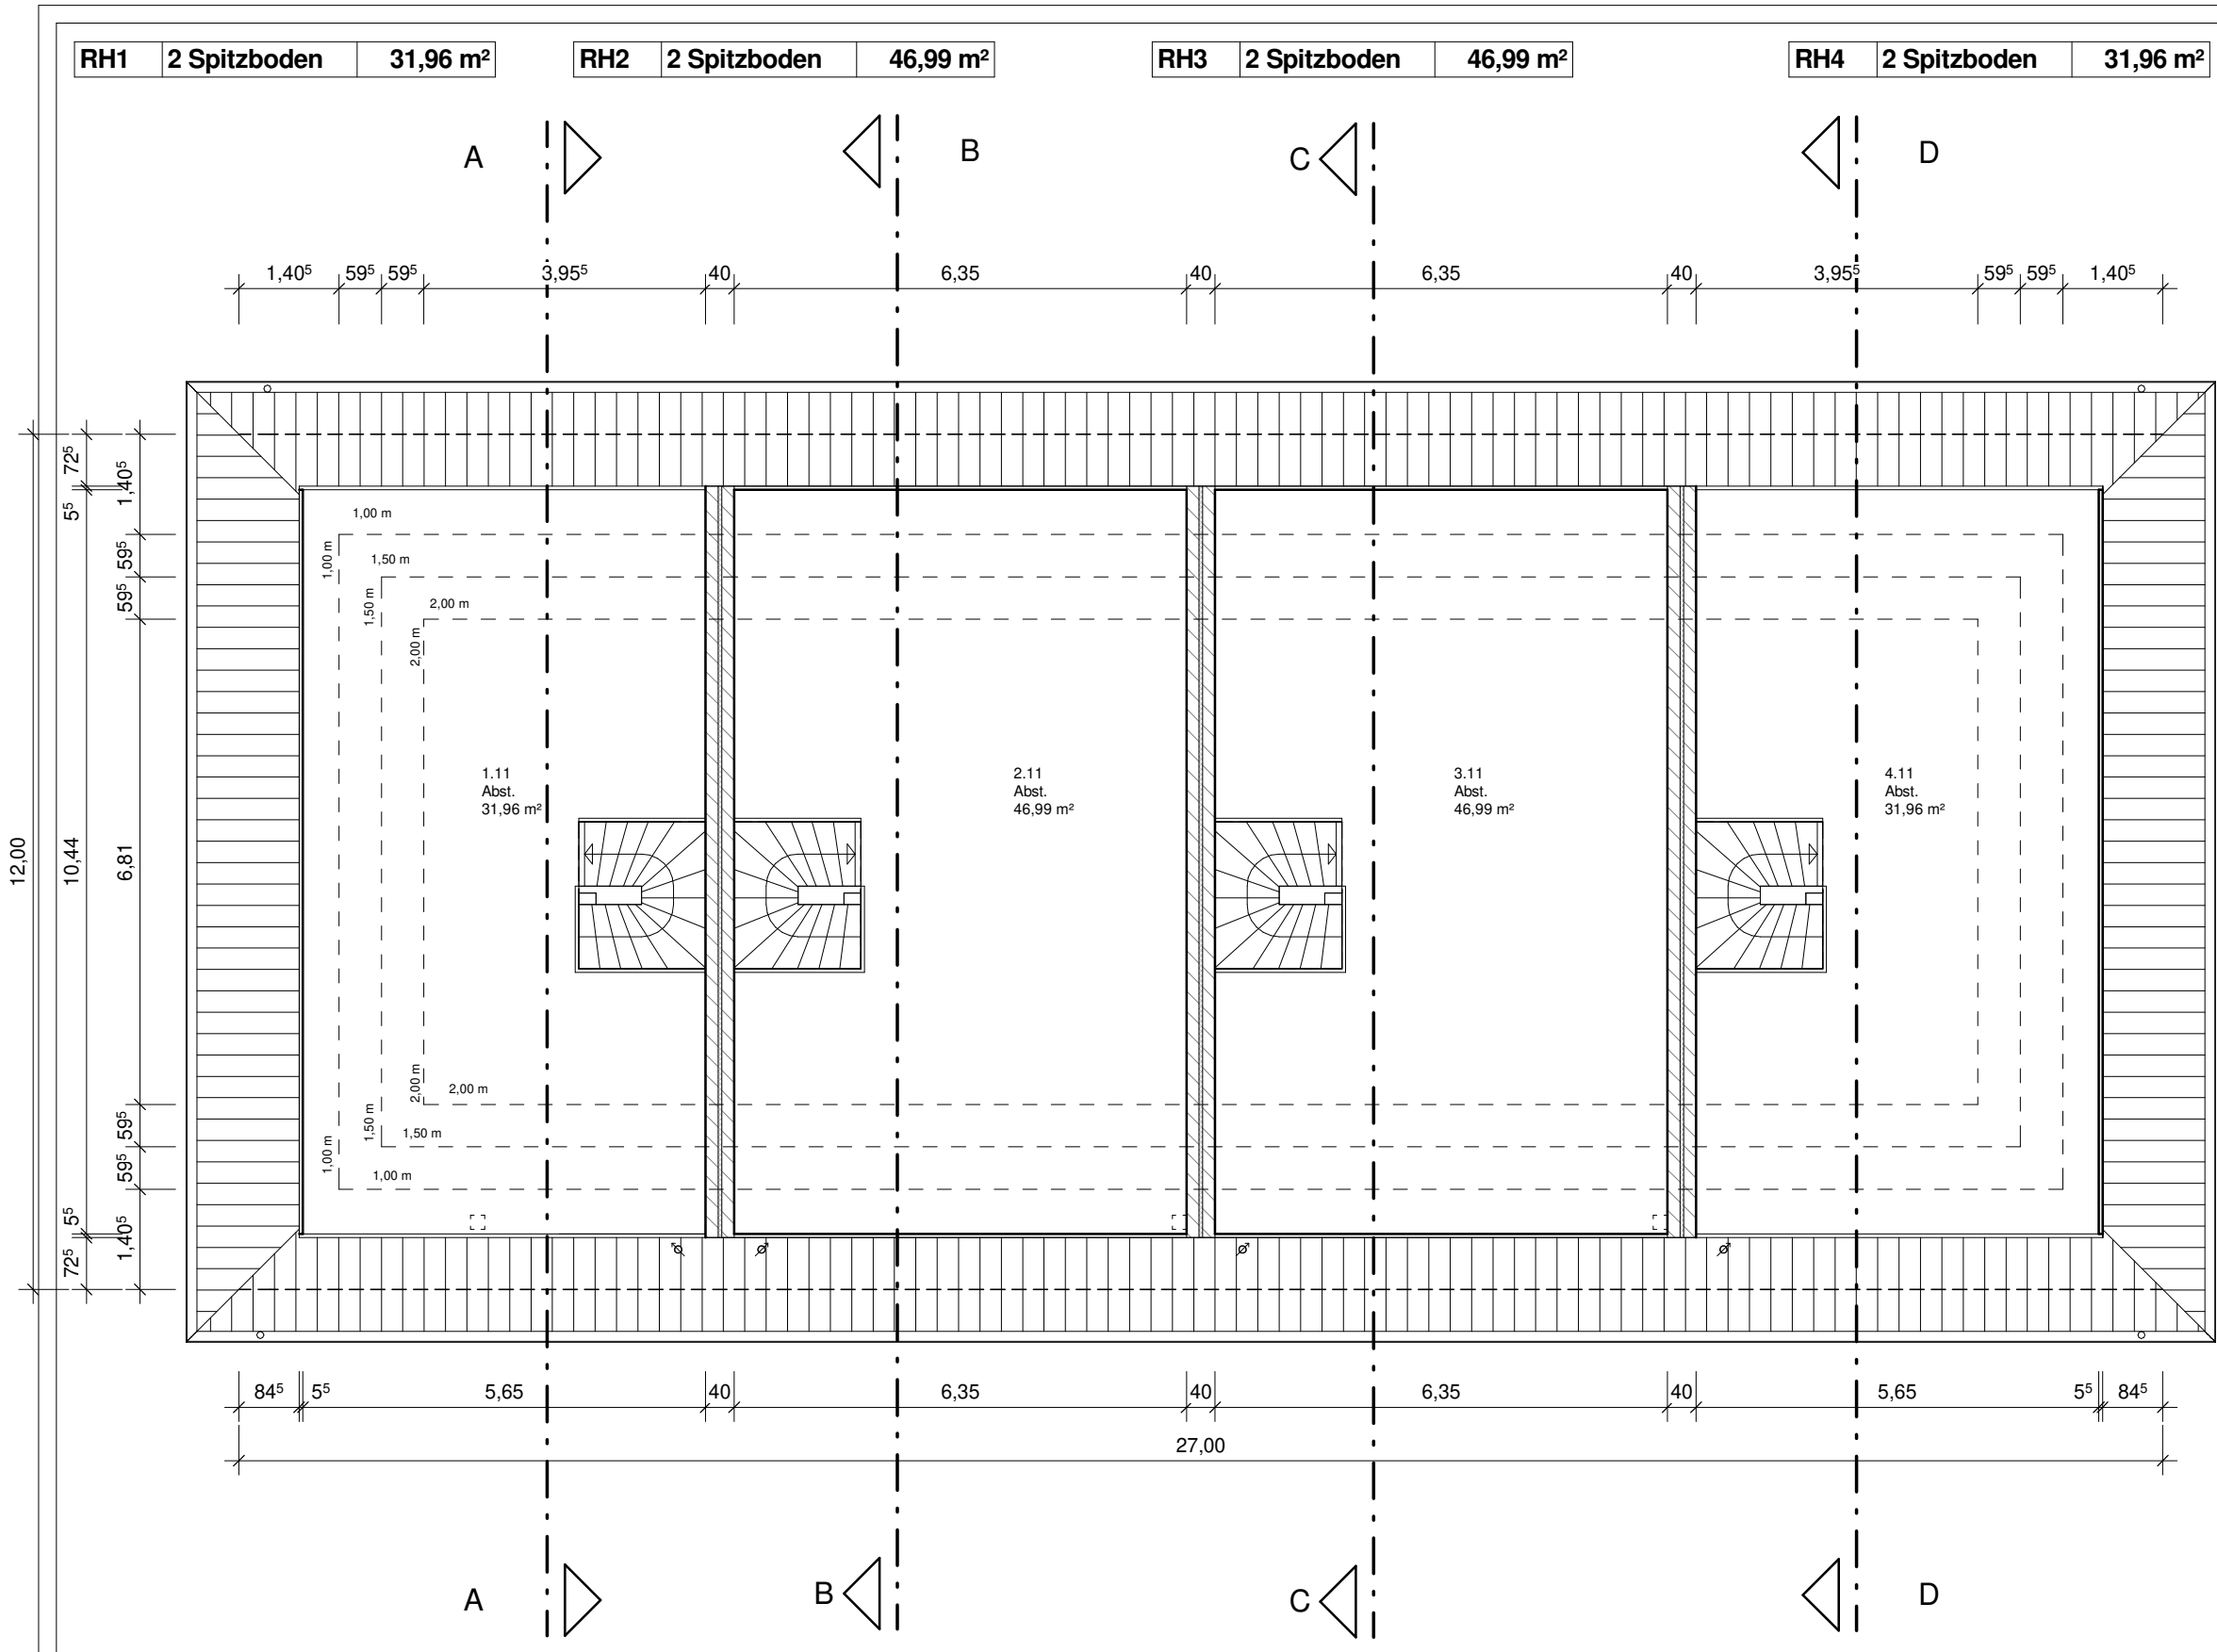 RH1 2 Spitzboden 31,96 m²
RH2 2 Spitzboden 46,99 m²
RH3 2 Spitzboden 46,99 m²
RH4 2 Spitzboden 31,96 m²
A B C D
1,40⁵ 59⁵ 59⁵ 3,95⁵ 40 6,35 40 6,35 40 3,95⁵ 59⁵ 59⁵ 1,40⁵
12,00
72⁵ 5⁵ 10,44 5⁵ 72⁵
1,40⁵ 59⁵ 59⁵ 6,81 59⁵ 59⁵ 1,40⁵
1,00 m
1,00 m
1,50 m
1,50 m
2,00 m
2,00 m
1.11
Abst.
31,96 m²
2.11
Abst.
46,99 m²
3.11
Abst.
46,99 m²
4.11
Abst.
31,96 m²
2,00 m
2,00 m
1,50 m
1,50 m
1,00 m
1,00 m
84⁵ 5⁵ 5,65 40 6,35 40 6,35 40 5,65 5⁵ 84⁵
27,00
A B C D